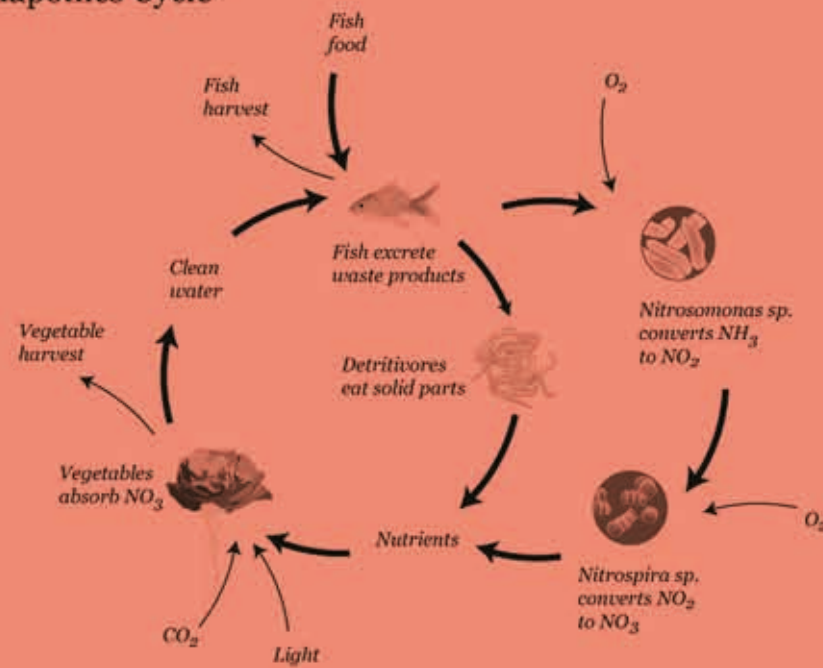 Fish
food
Fish
harvest
O₂
Fish excrete
waste products
Clean
water
Nitrosomonas sp.
converts NH₃
to NO₂
Vegetable
harvest
Detritivores
eat solid parts
Vegetables
absorb NO₃
O₂
Nutrients
Nitrospira sp.
converts NO₂
to NO₃
CO₂
Light